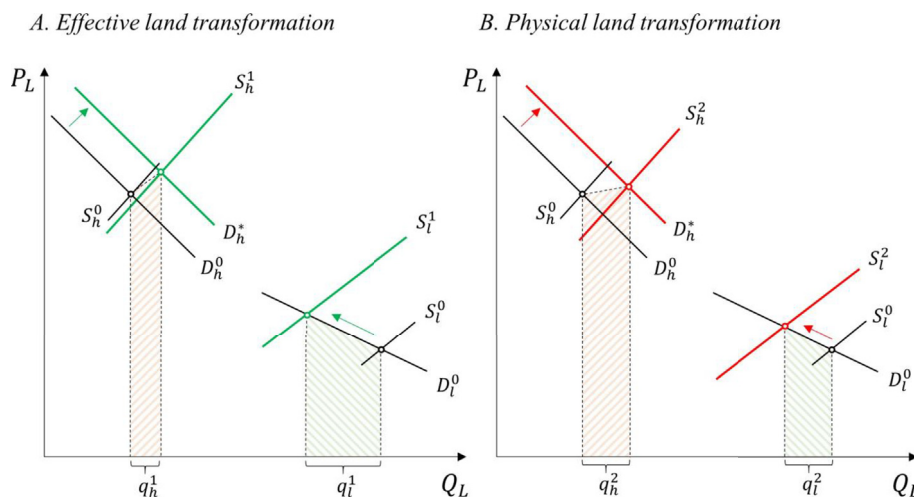 A. Effective land transformation
B. Physical land transformation
P_L
S_h^1
S_h^0
D_h^*
D_h^0
S_l^1
S_l^0
D_l^0
q_h^1
q_l^1
Q_L
P_L
S_h^2
S_h^0
D_h^*
D_h^0
S_l^2
S_l^0
D_l^0
q_h^2
q_l^2
Q_L